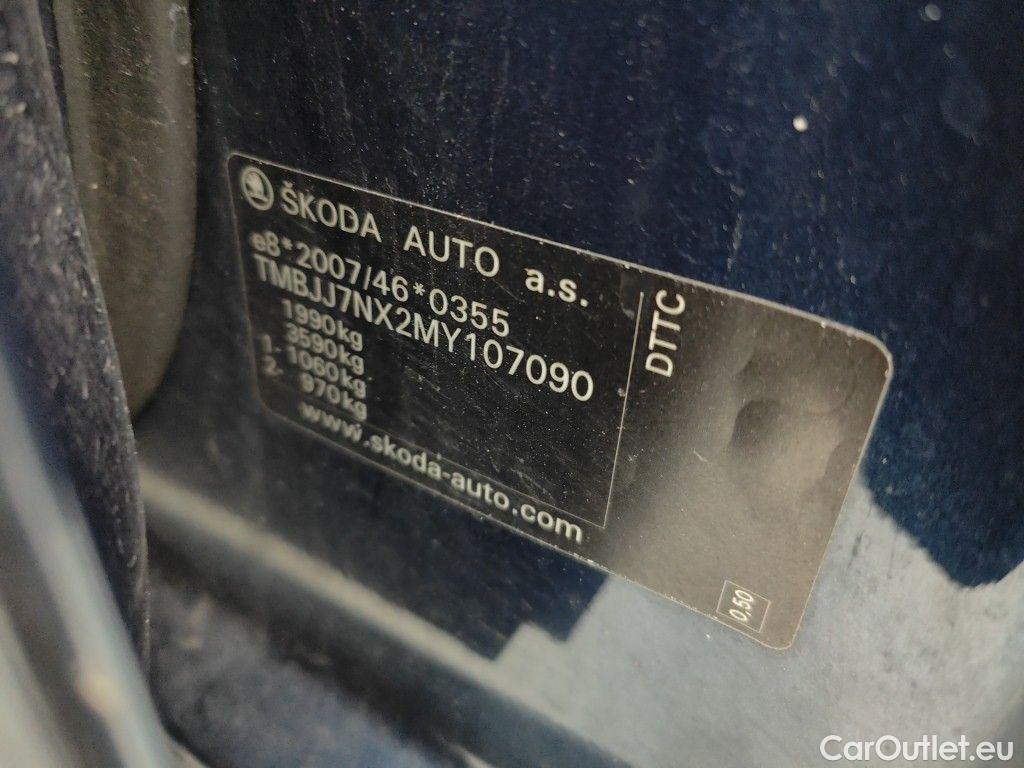 ŠKODA AUTO a.s.
e8*2007/46*0355
TMBJJ7NX2MY107090
1990kg
3590kg
1- 1060kg
2- 970kg
www.skoda-auto.com
DTTC
0,50
CarOutlet.eu